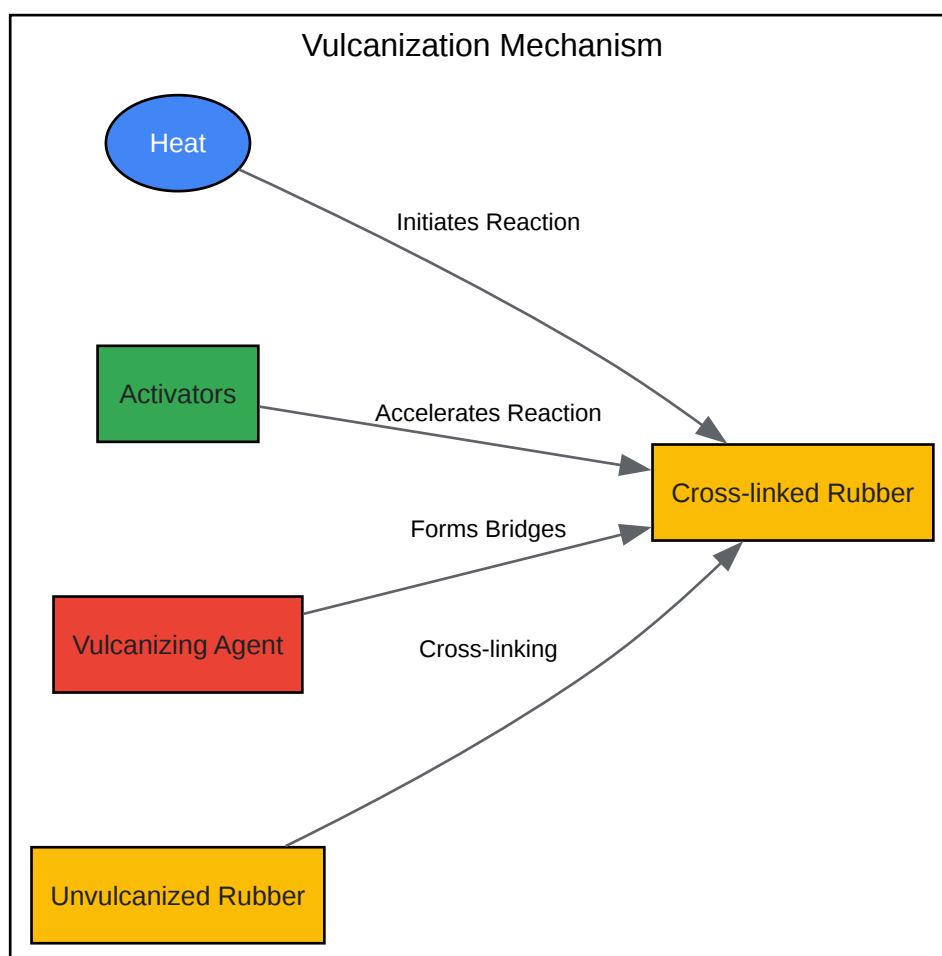 Vulcanization Mechanism
Heat
Initiates Reaction
Activators
Accelerates Reaction
Cross-linked Rubber
Forms Bridges
Vulcanizing Agent
Cross-linking
Unvulcanized Rubber